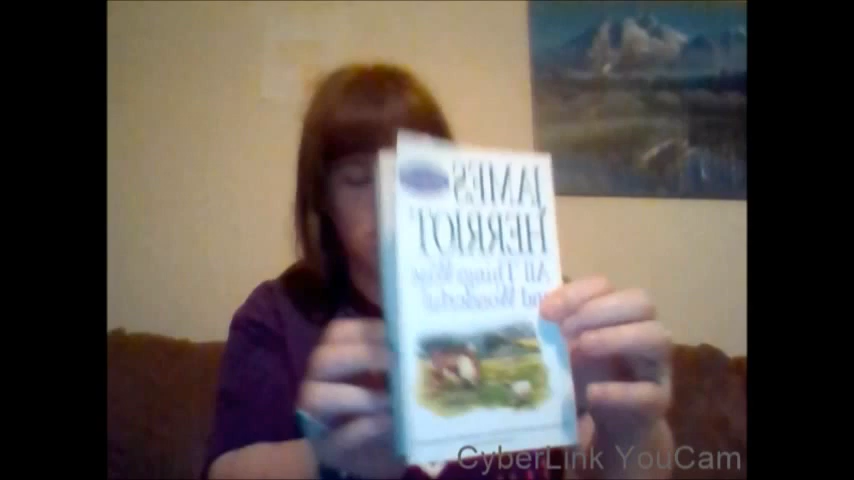 JAMES
HERRIOT
All Things Wise
and Wonderful
CyberLink YouCam